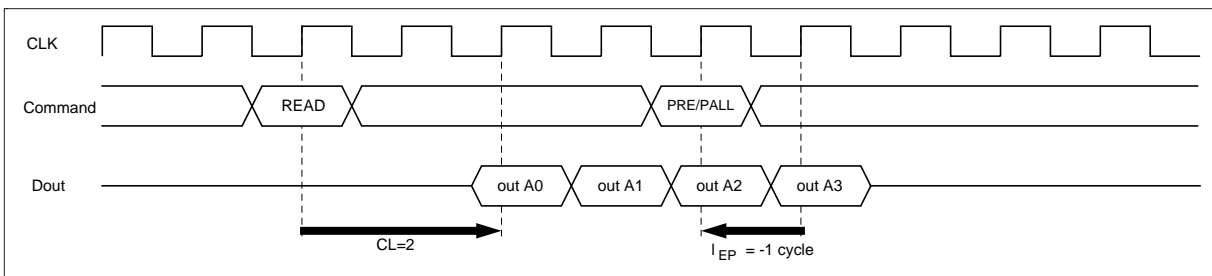 CLK
Command
READ
PRE/PALL
Dout
out A0
out A1
out A2
out A3
CL=2
l EP = -1 cycle